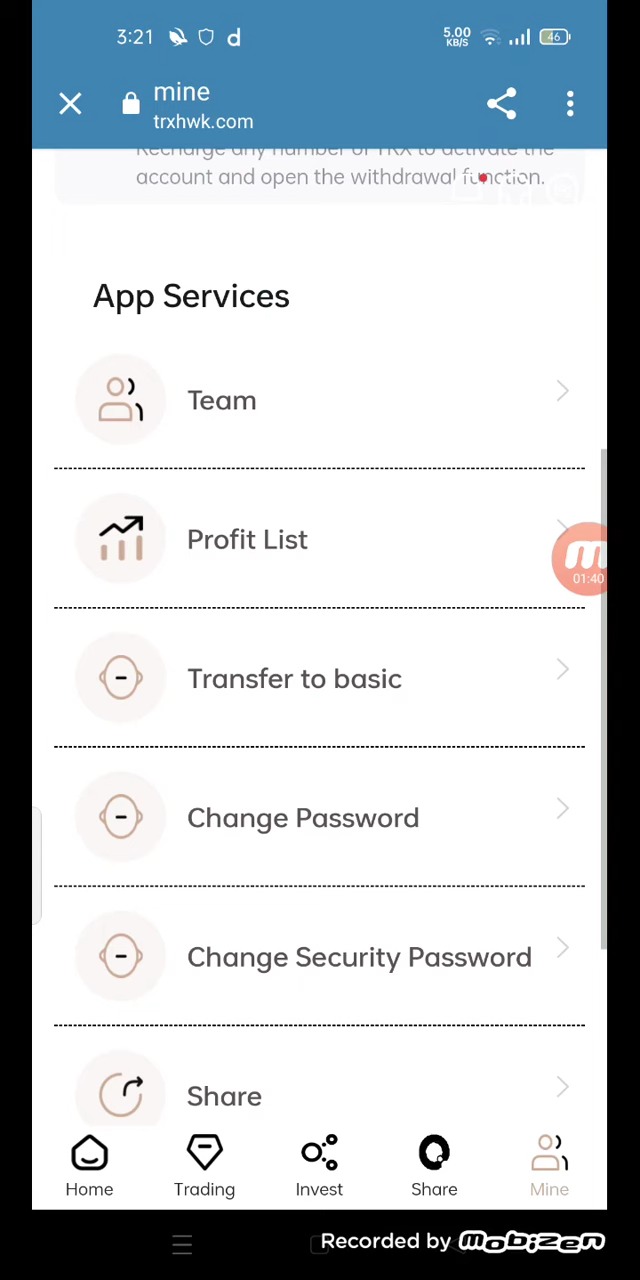 3:21 d 5.00 KB/S 46
mine
trxhwk.com
Recharge any number of TRX to activate the
account and open the withdrawal function.
App Services
Team
Profit List
01:40
Transfer to basic
Change Password
Change Security Password
Share
Home Trading Invest Share Mine
Recorded by mobizen